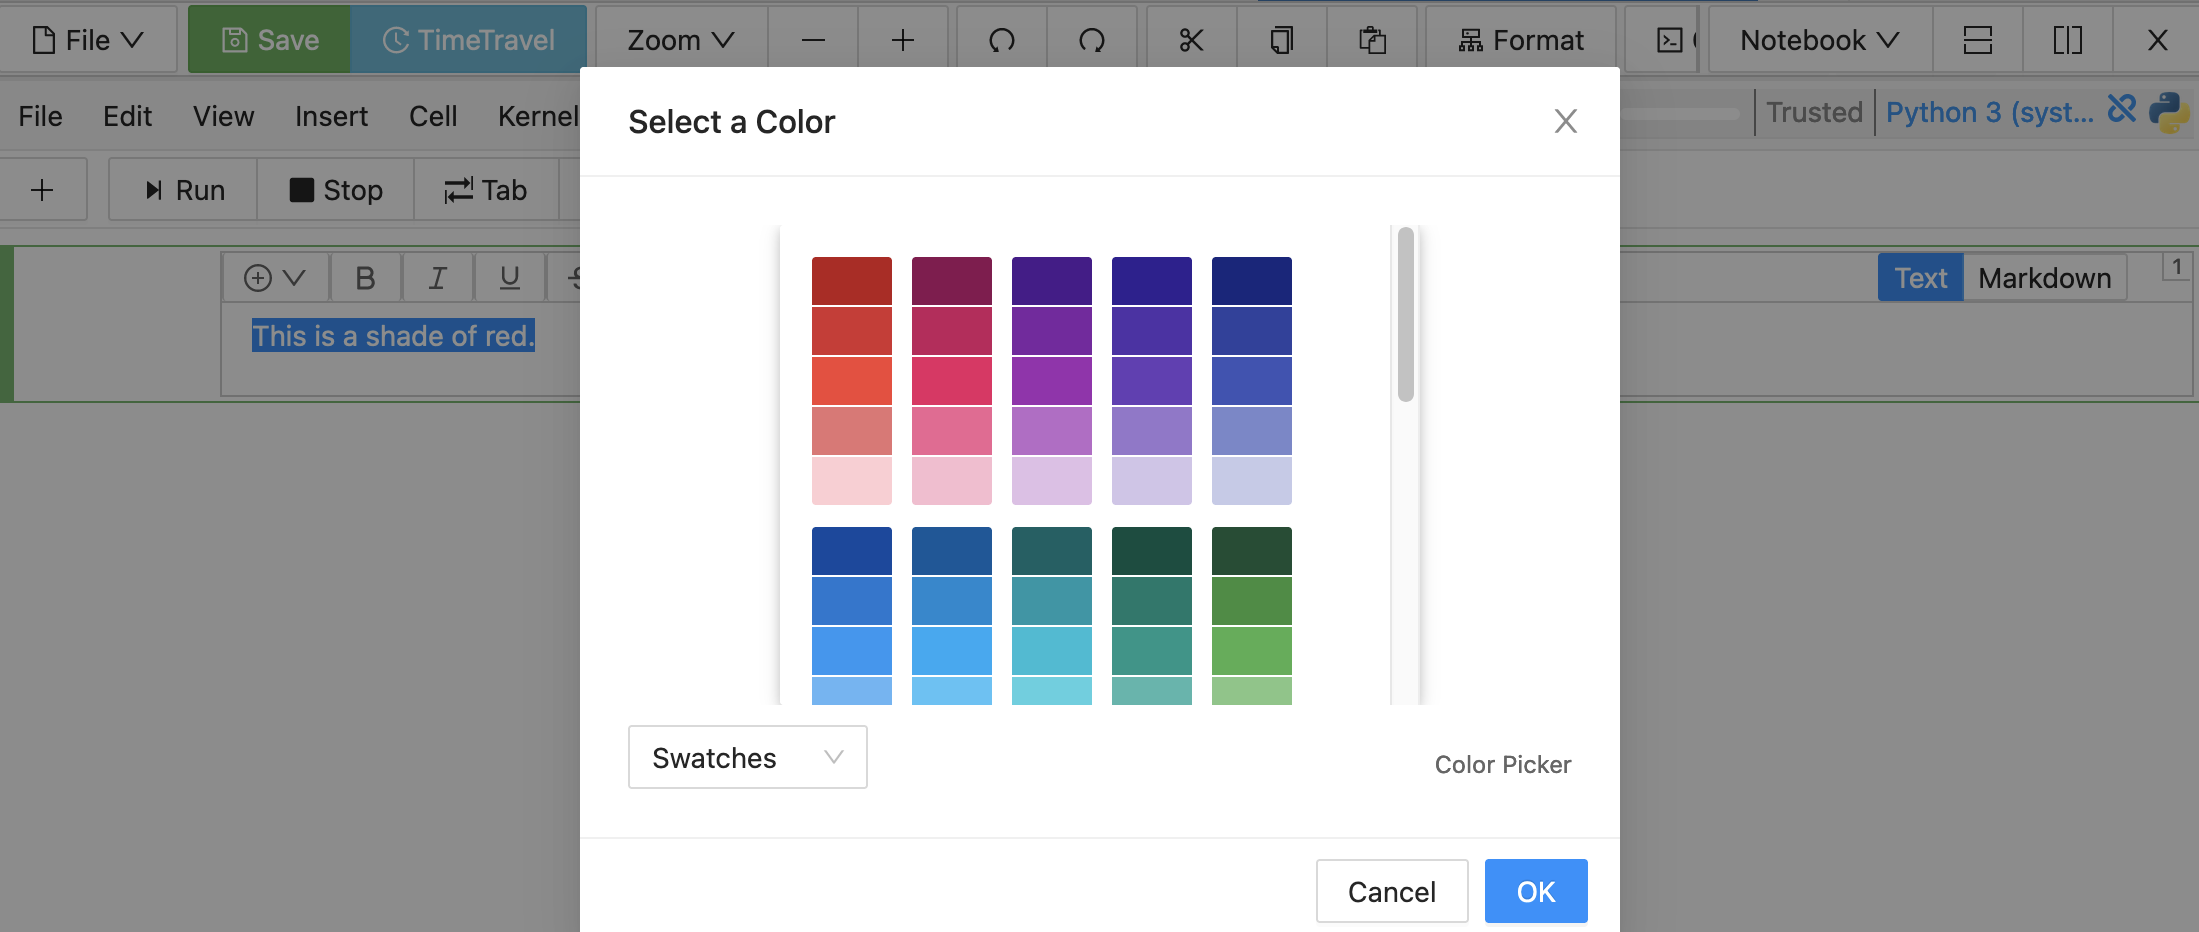 File Save TimeTravel Zoom Format Notebook
File Edit View Insert Cell Kernel Trusted Python 3 (syst...
Select a Color
Run Stop Tab
B I U S Text Markdown 1
This is a shade of red.
Swatches
Color Picker
Cancel OK